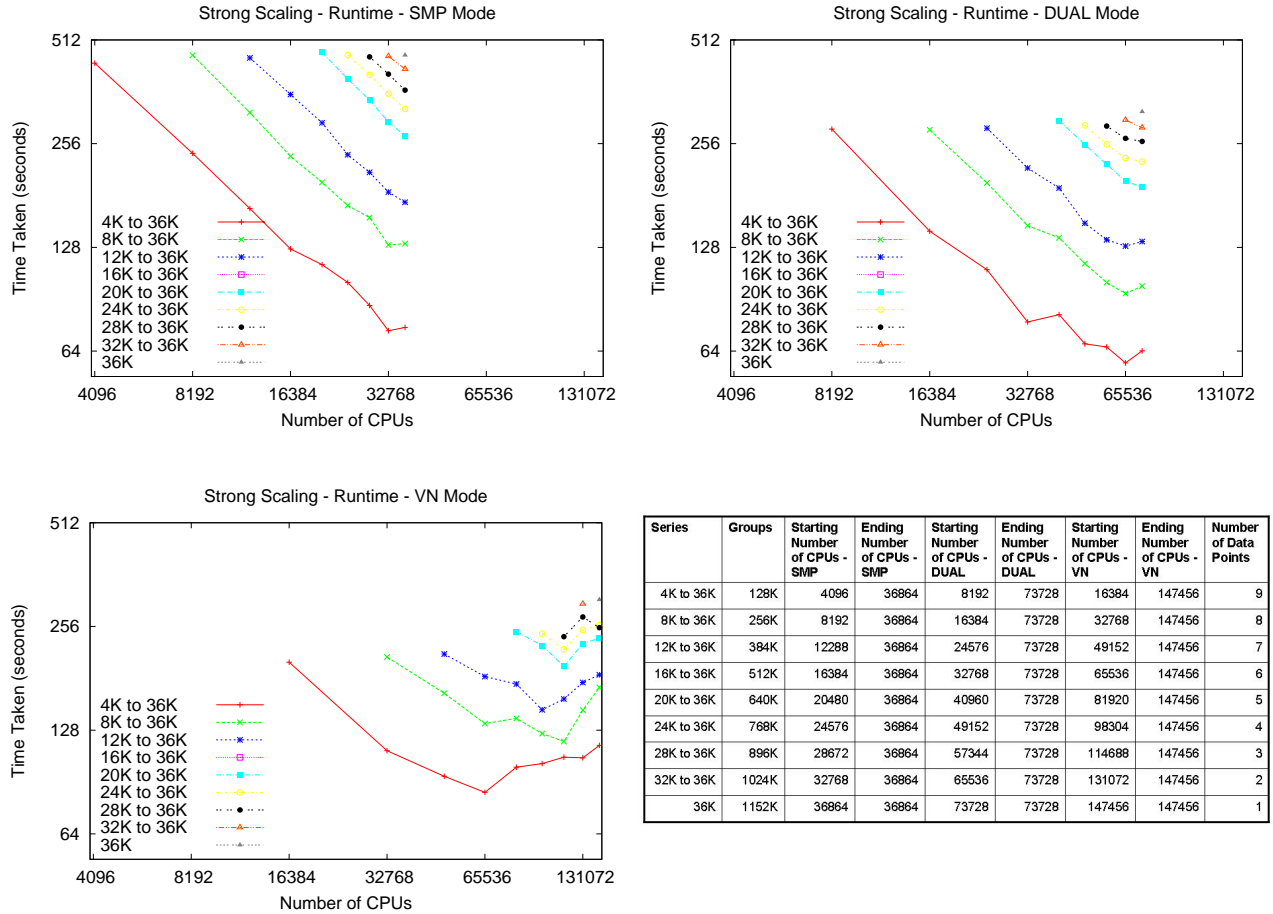 Strong Scaling - Runtime - SMP Mode
512
256
128
64
4096 8192 16384 32768 65536 131072
Time Taken (seconds)
Number of CPUs
4K to 36K
8K to 36K
12K to 36K
16K to 36K
20K to 36K
24K to 36K
28K to 36K
32K to 36K
36K
Strong Scaling - Runtime - DUAL Mode
512
256
128
64
4096 8192 16384 32768 65536 131072
Time Taken (seconds)
Number of CPUs
4K to 36K
8K to 36K
12K to 36K
16K to 36K
20K to 36K
24K to 36K
28K to 36K
32K to 36K
36K
Strong Scaling - Runtime - VN Mode
512
256
128
64
4096 8192 16384 32768 65536 131072
Time Taken (seconds)
Number of CPUs
4K to 36K
8K to 36K
12K to 36K
16K to 36K
20K to 36K
24K to 36K
28K to 36K
32K to 36K
36K
Series Groups Starting Ending Starting Ending Starting Ending Number
Number Number Number Number Number Number of Data
of CPUs - of CPUs - of CPUs - of CPUs - of CPUs - of CPUs - Points
SMP SMP DUAL DUAL VN VN
4K to 36K 128K 4096 36864 8192 73728 16384 147456 9
8K to 36K 256K 8192 36864 16384 73728 32768 147456 8
12K to 36K 384K 12288 36864 24576 73728 49152 147456 7
16K to 36K 512K 16384 36864 32768 73728 65536 147456 6
20K to 36K 640K 20480 36864 40960 73728 81920 147456 5
24K to 36K 768K 24576 36864 49152 73728 98304 147456 4
28K to 36K 896K 28672 36864 57344 73728 114688 147456 3
32K to 36K 1024K 32768 36864 65536 73728 131072 147456 2
36K 1152K 36864 36864 73728 73728 147456 147456 1